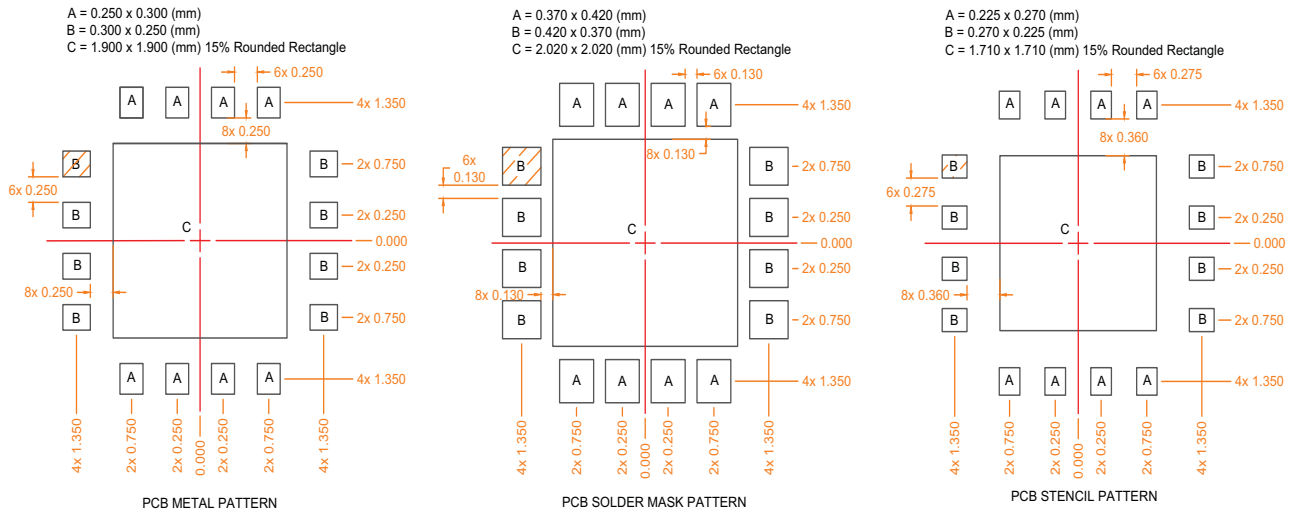 A = 0.250 x 0.300 (mm)
B = 0.300 x 0.250 (mm)
C = 1.900 x 1.900 (mm) 15% Rounded Rectangle
6x 0.250
A
A
A
A
4x 1.350
8x 0.250
B
B
2x 0.750
6x 0.250
B
B
2x 0.250
C
0.000
B
B
2x 0.250
8x 0.250
B
B
2x 0.750
A
A
A
A
4x 1.350
4x 1.350
2x 0.750
2x 0.250
0.000
2x 0.250
2x 0.750
4x 1.350
PCB METAL PATTERN
A = 0.370 x 0.420 (mm)
B = 0.420 x 0.370 (mm)
C = 2.020 x 2.020 (mm) 15% Rounded Rectangle
6x 0.130
A
A
A
A
4x 1.350
8x 0.130
B
B
2x 0.750
6x
0.130
B
B
2x 0.250
C
0.000
B
B
2x 0.250
8x 0.130
B
B
2x 0.750
A
A
A
A
4x 1.350
4x 1.350
2x 0.750
2x 0.250
0.000
2x 0.250
2x 0.750
4x 1.350
PCB SOLDER MASK PATTERN
A = 0.225 x 0.270 (mm)
B = 0.270 x 0.225 (mm)
C = 1.710 x 1.710 (mm) 15% Rounded Rectangle
6x 0.275
A
A
A
A
4x 1.350
8x 0.360
B
B
2x 0.750
6x 0.275
B
B
2x 0.250
C
0.000
B
B
2x 0.250
8x 0.360
B
B
2x 0.750
A
A
A
A
4x 1.350
4x 1.350
2x 0.750
2x 0.250
0.000
2x 0.250
2x 0.750
4x 1.350
PCB STENCIL PATTERN